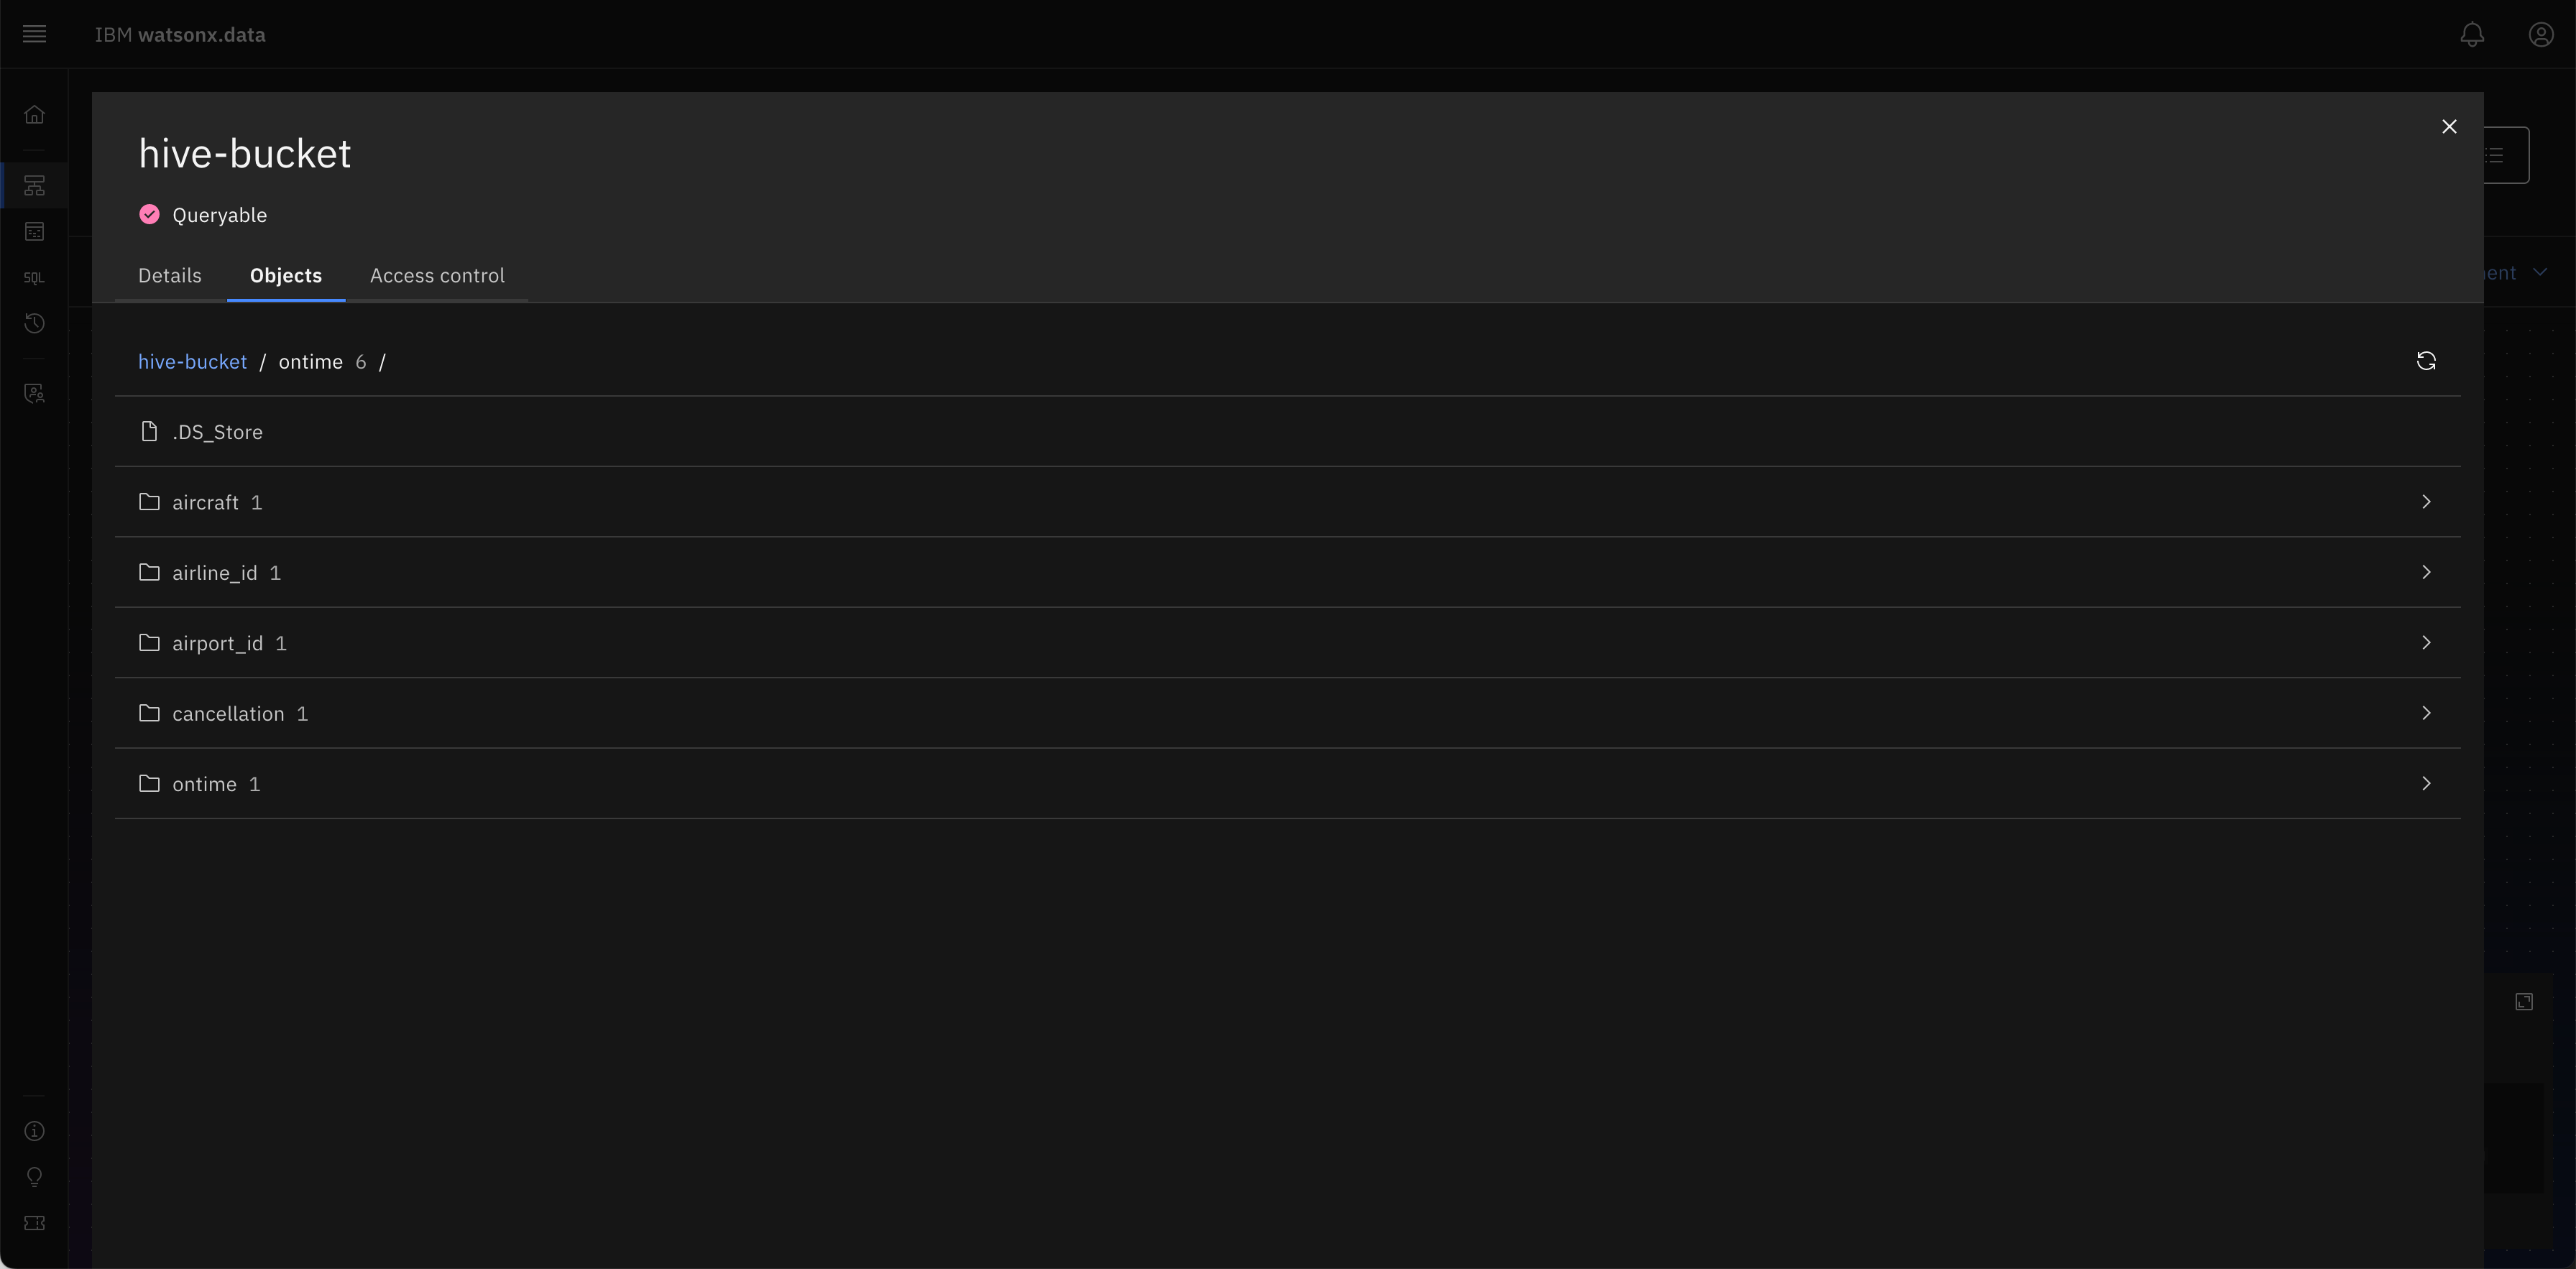 IBM watsonx.data
hive-bucket
Queryable
Details Objects Access control
hive-bucket / ontime 6 /
.DS_Store
aircraft 1
airline_id 1
airport_id 1
cancellation 1
ontime 1
SQL